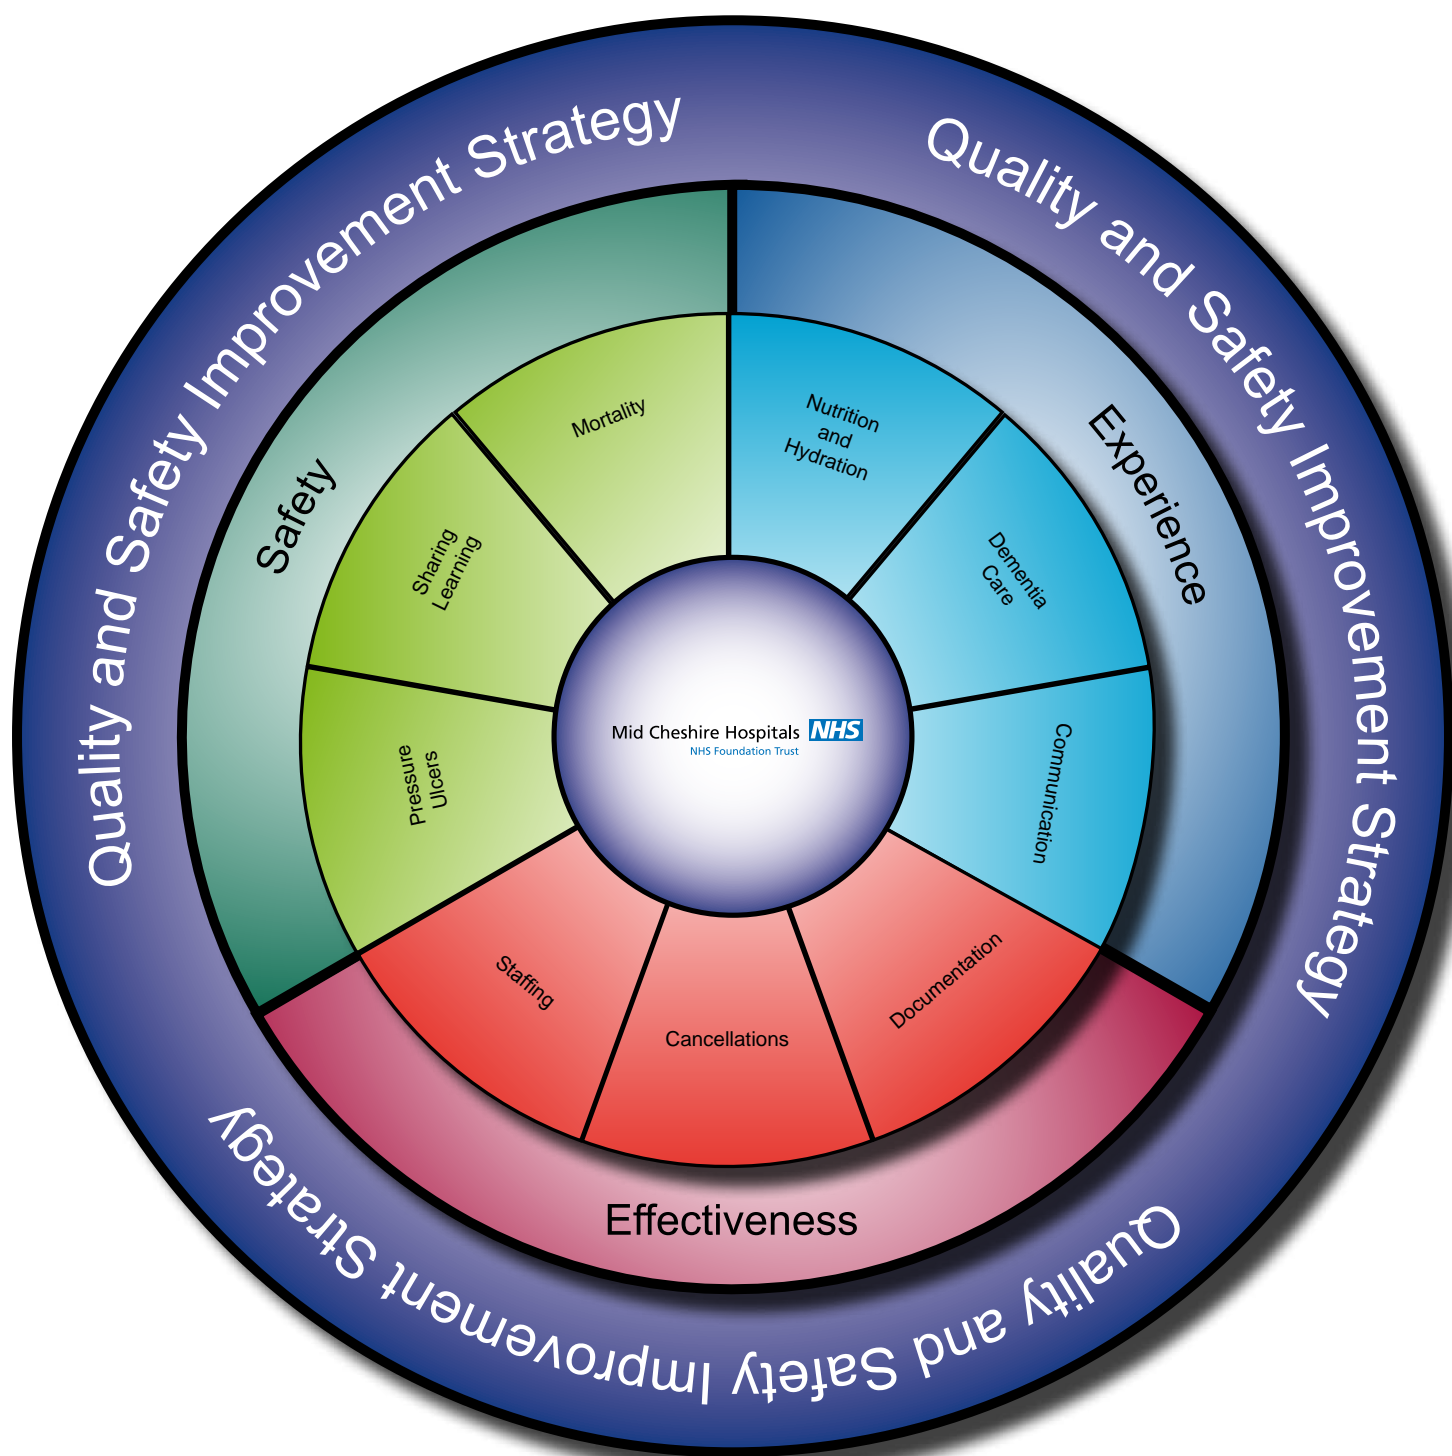 Quality and Safety Improvement Strategy
Quality and Safety Improvement Strategy
Quality and Safety Improvement Strategy
Safety
Experience
Effectiveness
Mortality
Sharing
Learning
Pressure
Ulcers
Nutrition
and
Hydration
Dementia
Care
Communication
Documentation
Cancellations
Staffing
Mid Cheshire Hospitals NHS
NHS Foundation Trust